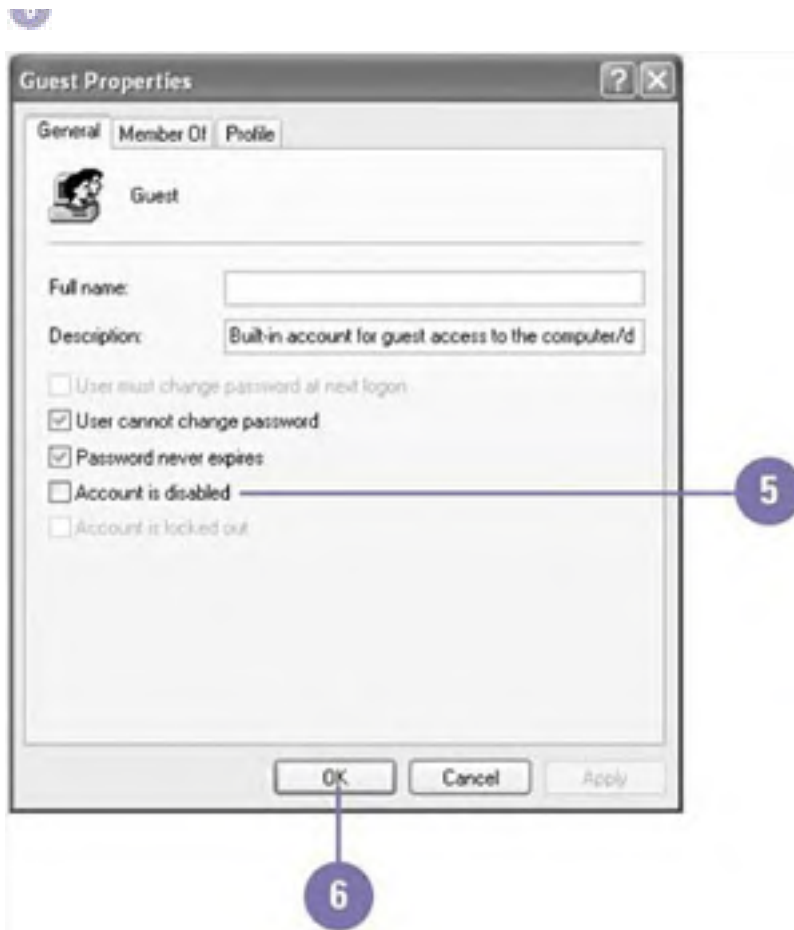 Guest Properties
General Member Of Profile
Guest
Full name:
Description: Built-in account for guest access to the computer/d
User must change password at next logon
User cannot change password
Password never expires
Account is disabled
5
Account is locked out
OK Cancel Apply
6